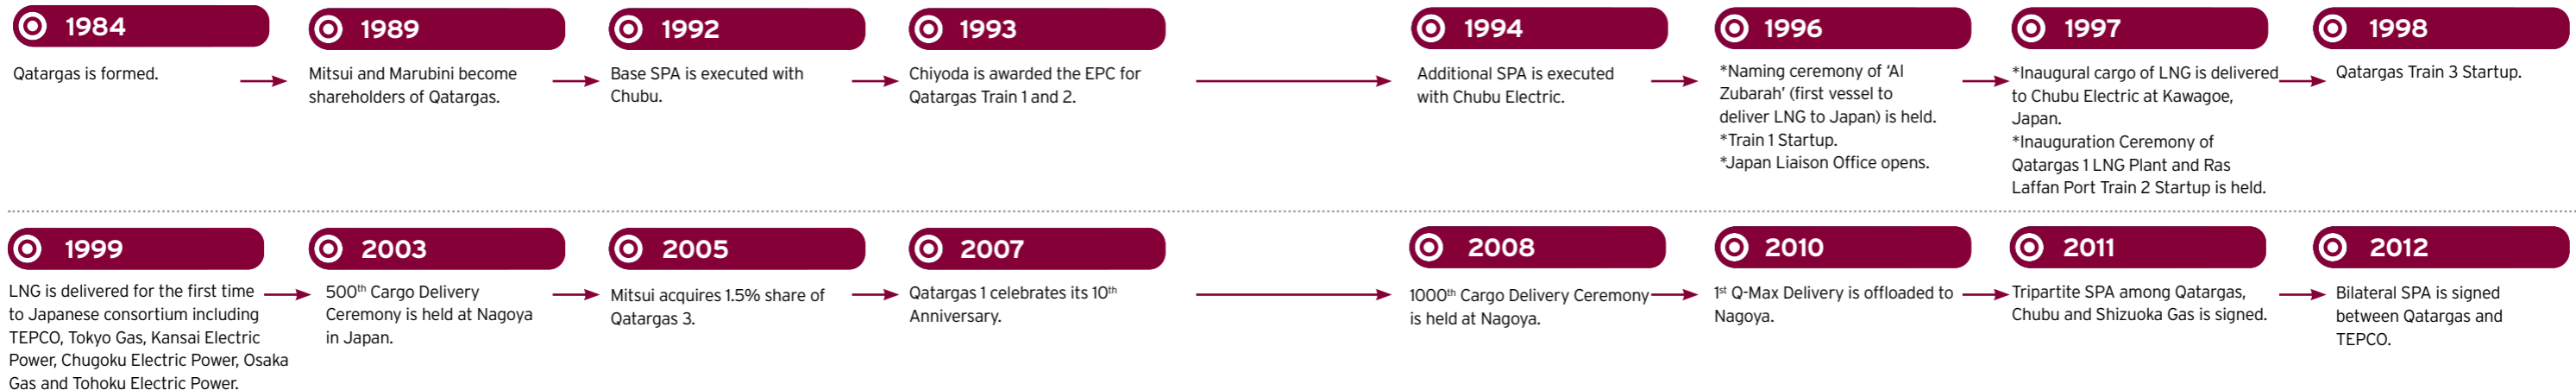 1984
Qatargas is formed.
1989
Mitsui and Marubini become
shareholders of Qatargas.
1992
Base SPA is executed with
Chubu.
1993
Chiyoda is awarded the EPC for
Qatargas Train 1 and 2.
1994
Additional SPA is executed
with Chubu Electric.
1996
*Naming ceremony of ‘Al
Zubarah’ (first vessel to
deliver LNG to Japan) is held.
*Train 1 Startup.
*Japan Liaison Office opens.
1997
*Inaugural cargo of LNG is delivered
to Chubu Electric at Kawagoe,
Japan.
*Inauguration Ceremony of
Qatargas 1 LNG Plant and Ras
Laffan Port Train 2 Startup is held.
1998
Qatargas Train 3 Startup.
1999
LNG is delivered for the first time
to Japanese consortium including
TEPCO, Tokyo Gas, Kansai Electric
Power, Chugoku Electric Power, Osaka
Gas and Tohoku Electric Power.
2003
500th Cargo Delivery
Ceremony is held at Nagoya
in Japan.
2005
Mitsui acquires 1.5% share of
Qatargas 3.
2007
Qatargas 1 celebrates its 10th
Anniversary.
2008
1000th Cargo Delivery Ceremony
is held at Nagoya.
2010
1st Q-Max Delivery is offloaded to
Nagoya.
2011
Tripartite SPA among Qatargas,
Chubu and Shizuoka Gas is signed.
2012
Bilateral SPA is signed
between Qatargas and
TEPCO.